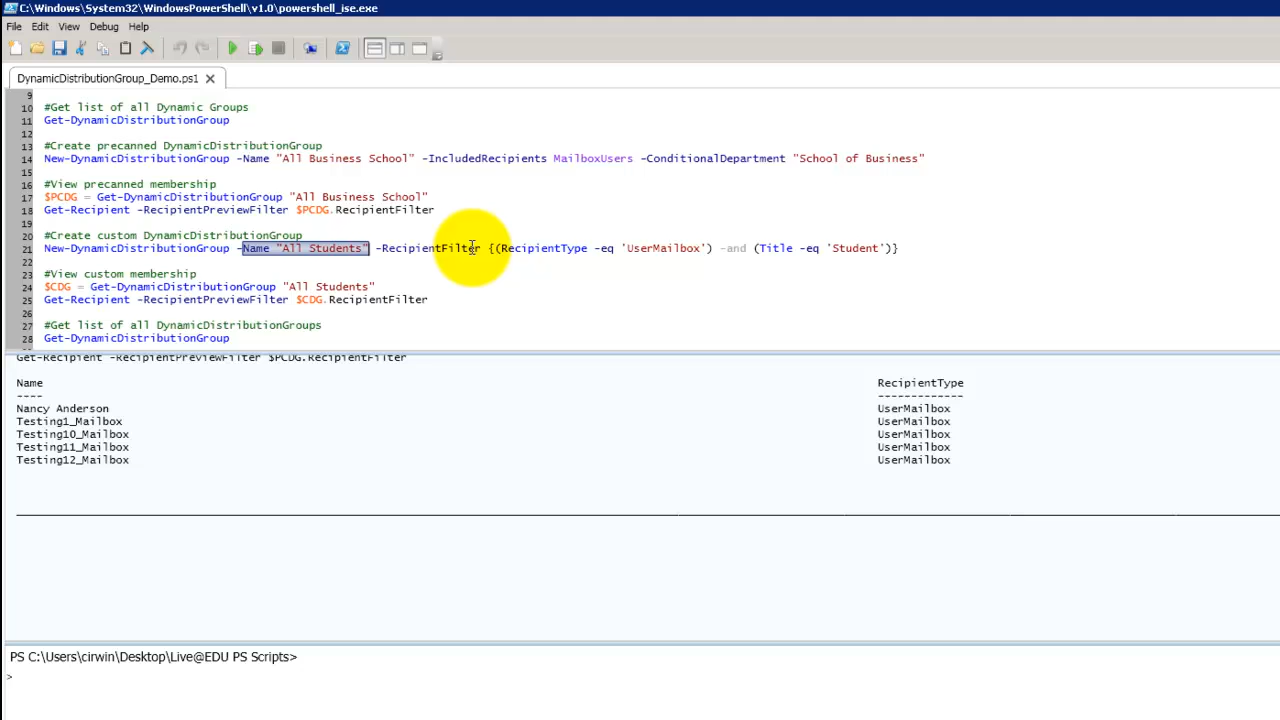 C:\Windows\System32\WindowsPowerShell\v1.0\powershell_ise.exe
File Edit View Debug Help
DynamicDistributionGroup_Demo.ps1
9
10 #Get list of all Dynamic Groups
11 Get-DynamicDistributionGroup
12
13 #Create precanned DynamicDistributionGroup
14 New-DynamicDistributionGroup -Name "All Business School" -IncludedRecipients MailboxUsers -ConditionalDepartment "School of Business"
15
16 #View precanned membership
17 $PCDG = Get-DynamicDistributionGroup "All Business School"
18 Get-Recipient -RecipientPreviewFilter $PCDG.RecipientFilter
19
20 #Create custom DynamicDistributionGroup
21 New-DynamicDistributionGroup -Name "All Students" -RecipientFilter {(RecipientType -eq 'UserMailbox') -and (Title -eq 'Student')}
22
23 #View custom membership
24 $CDG = Get-DynamicDistributionGroup "All Students"
25 Get-Recipient -RecipientPreviewFilter $CDG.RecipientFilter
26
27 #Get list of all DynamicDistributionGroups
28 Get-DynamicDistributionGroup
Get-Recipient -RecipientPreviewFilter $PCDG.RecipientFilter
Name RecipientType
---- -------------
Nancy Anderson UserMailbox
Testing1_Mailbox UserMailbox
Testing10_Mailbox UserMailbox
Testing11_Mailbox UserMailbox
Testing12_Mailbox UserMailbox
PS C:\Users\cirwin\Desktop\Live@EDU PS Scripts>
>